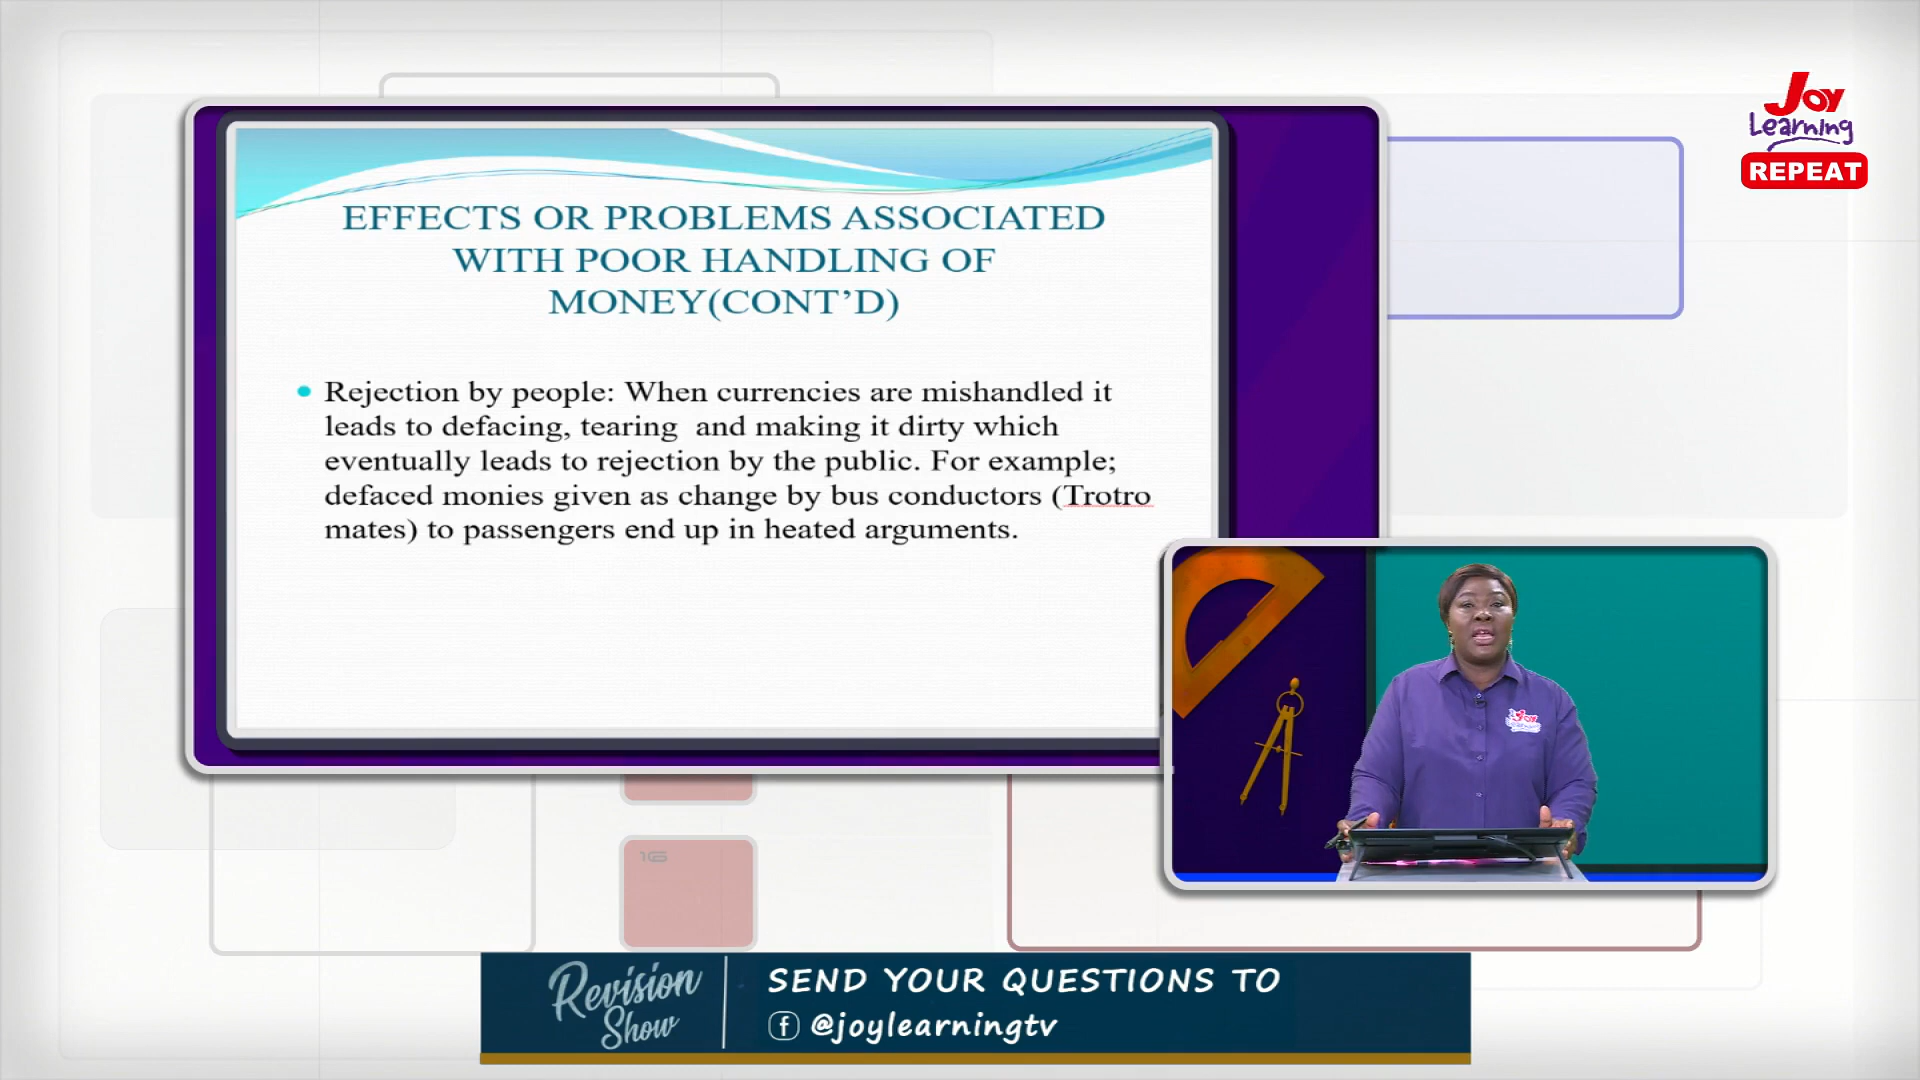 Joy
Learning
REPEAT
EFFECTS OR PROBLEMS ASSOCIATED
WITH POOR HANDLING OF
MONEY(CONT’D)
Rejection by people: When currencies are mishandled it
leads to defacing, tearing and making it dirty which
eventually leads to rejection by the public. For example;
defaced monies given as change by bus conductors (Trotro
mates) to passengers end up in heated arguments.
Joy
Learning
16
Revision
Show
SEND YOUR QUESTIONS TO
@joylearningtv